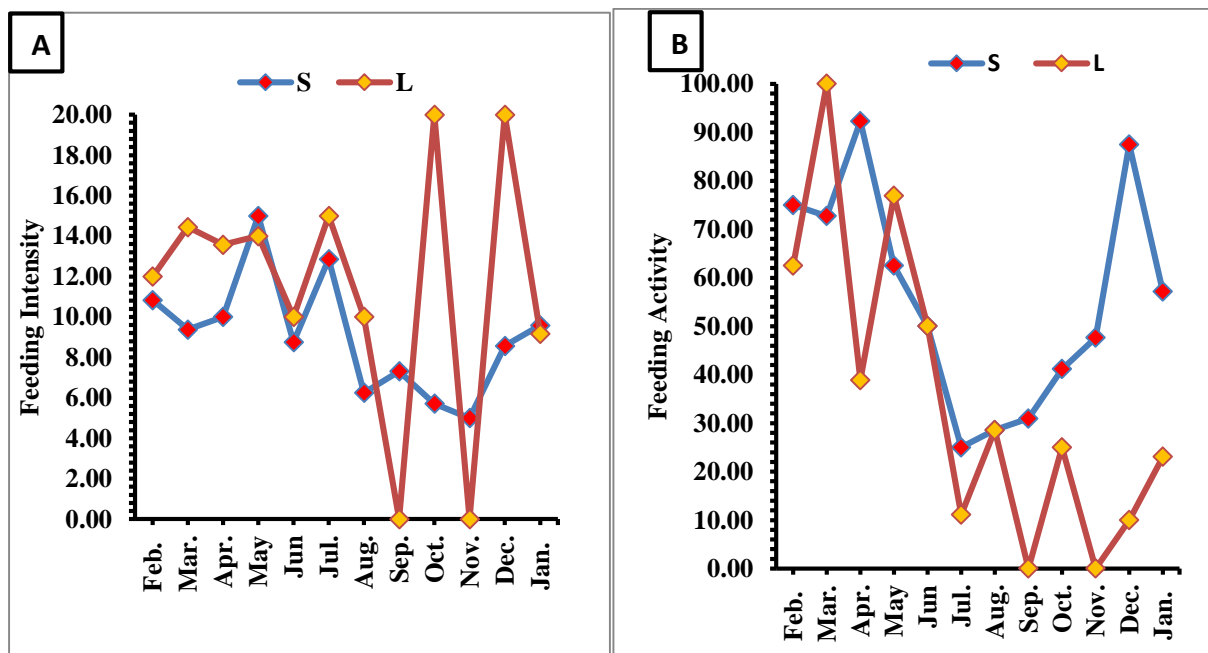 A
S L
Feeding Intensity
20.00
18.00
16.00
14.00
12.00
10.00
8.00
6.00
4.00
2.00
0.00
Feb. Mar. Apr. May Jun Jul. Aug. Sep. Oct. Nov. Dec. Jan.
B
S L
Feeding Activity
100.00
90.00
80.00
70.00
60.00
50.00
40.00
30.00
20.00
10.00
0.00
Feb. Mar. Apr. May Jun Jul. Aug. Sep. Oct. Nov. Dec. Jan.